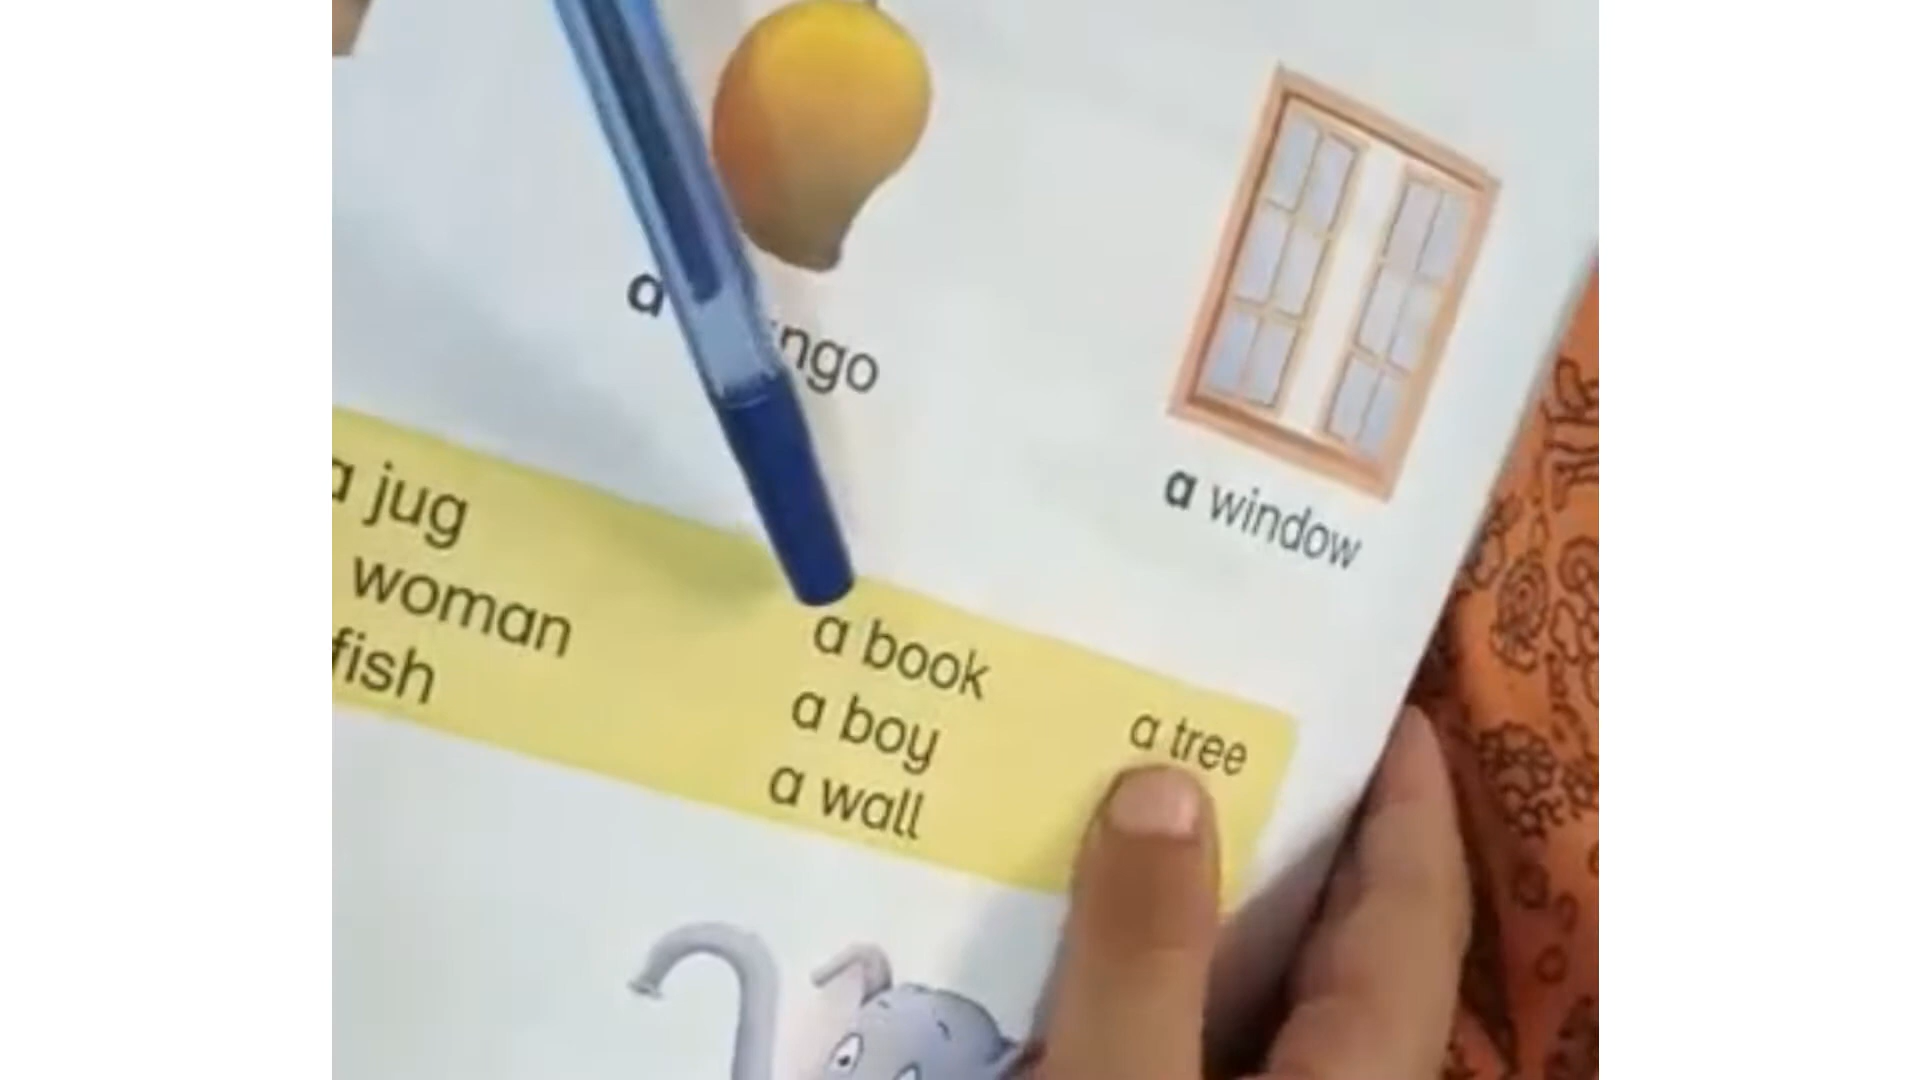 a ngo
a window
a jug
woman
fish
a book
a boy
a wall
a tree